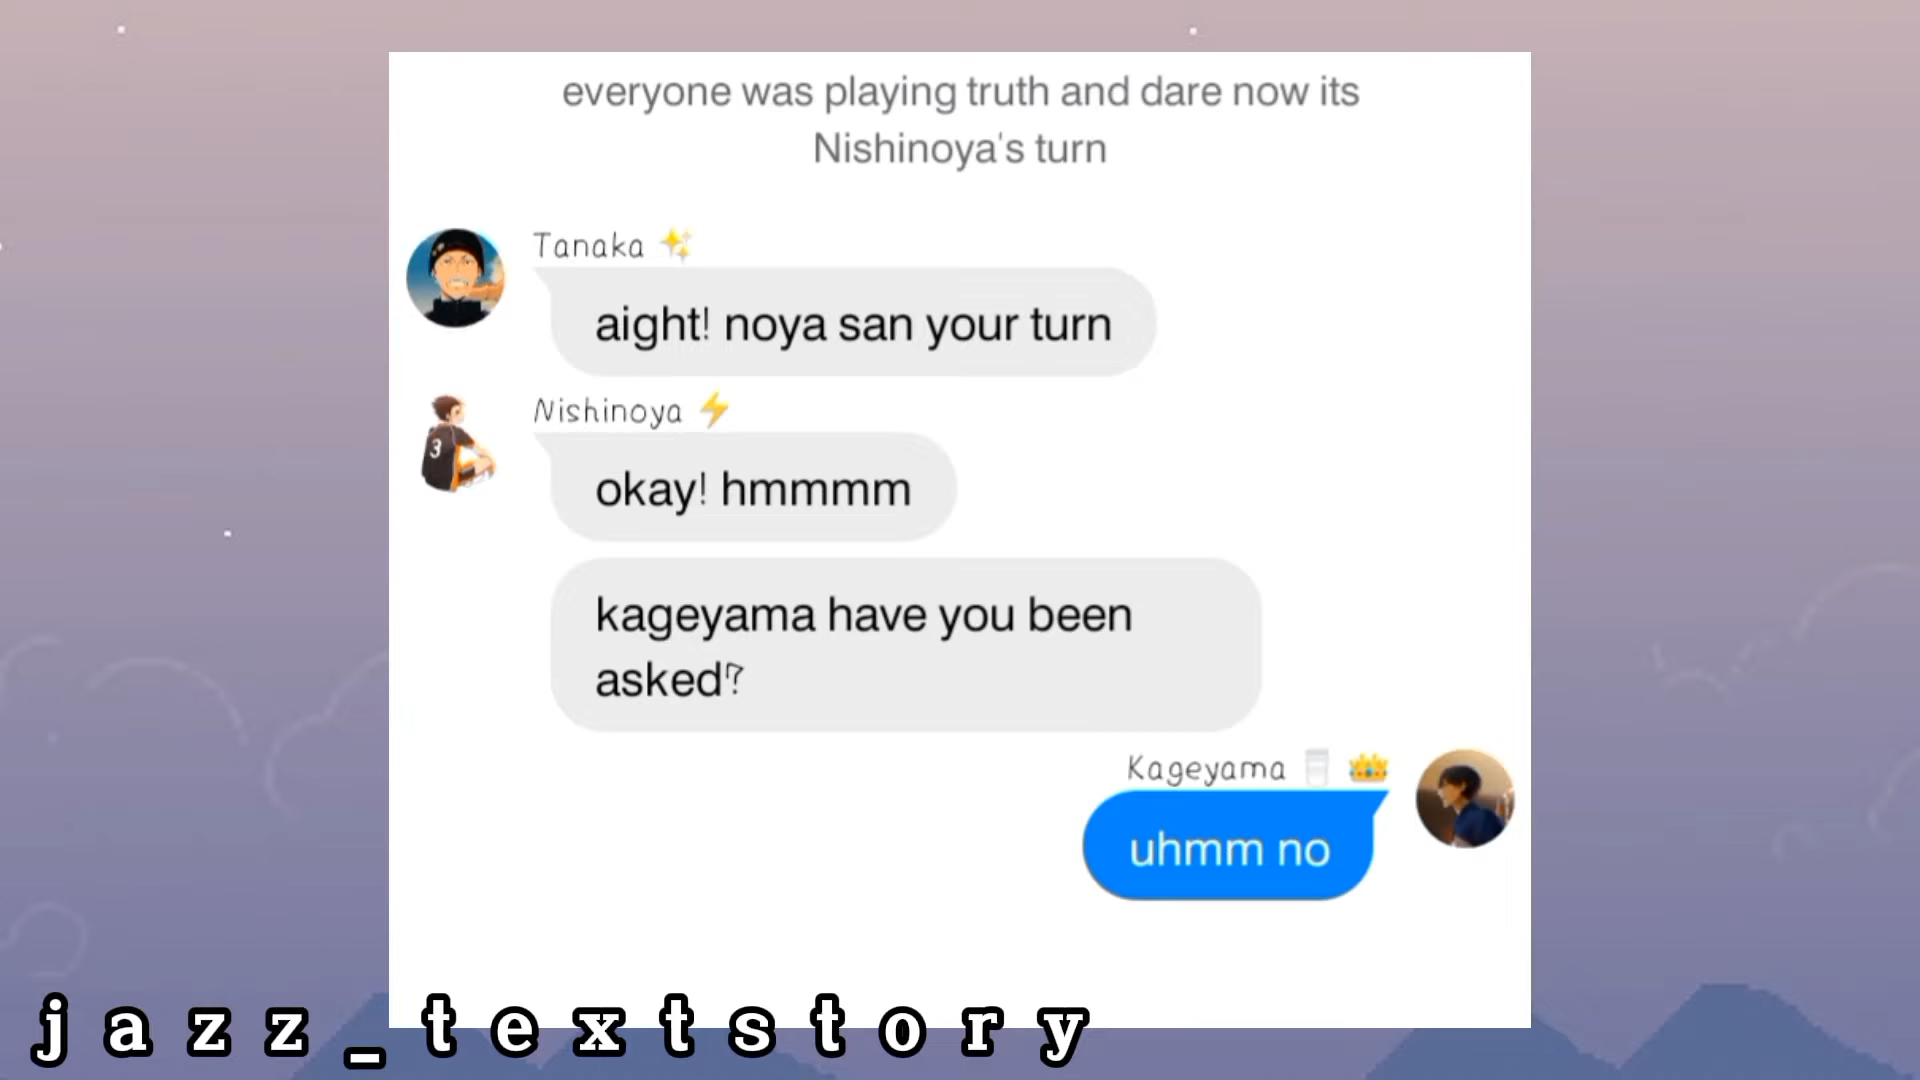 everyone was playing truth and dare now its
Nishinoya's turn
Tanaka ✨
aight! noya san your turn
Nishinoya ⚡
okay! hmmmm
kageyama have you been
asked?
Kageyama 🥛 👑
uhmm no
3
jazz_textstory